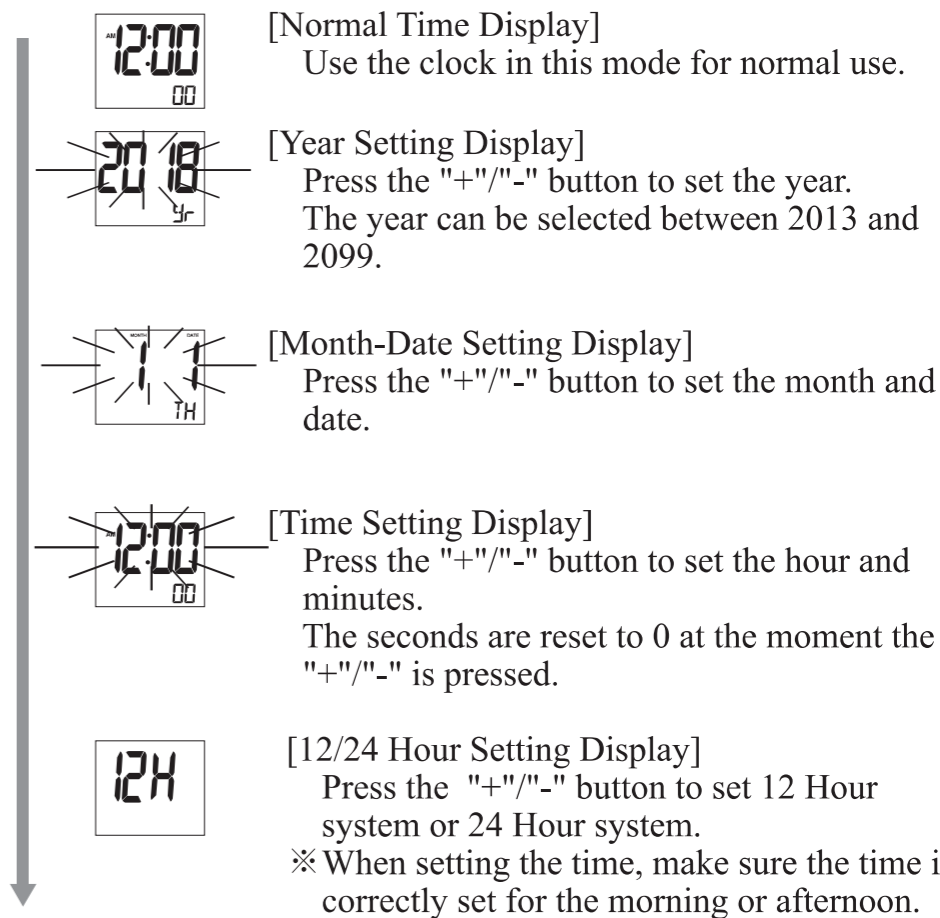 AM 12:00
00
[Normal Time Display]
Use the clock in this mode for normal use.
20 18
Yr
[Year Setting Display]
Press the "+"/"-" button to set the year.
The year can be selected between 2013 and
2099.
MONTH DATE
1 1
TH
[Month-Date Setting Display]
Press the "+"/"-" button to set the month and
date.
AM 12:00
00
[Time Setting Display]
Press the "+"/"-" button to set the hour and
minutes.
The seconds are reset to 0 at the moment the
"+"/"-" is pressed.
12H
[12/24 Hour Setting Display]
Press the "+"/"-" button to set 12 Hour
system or 24 Hour system.
※When setting the time, make sure the time i
correctly set for the morning or afternoon.